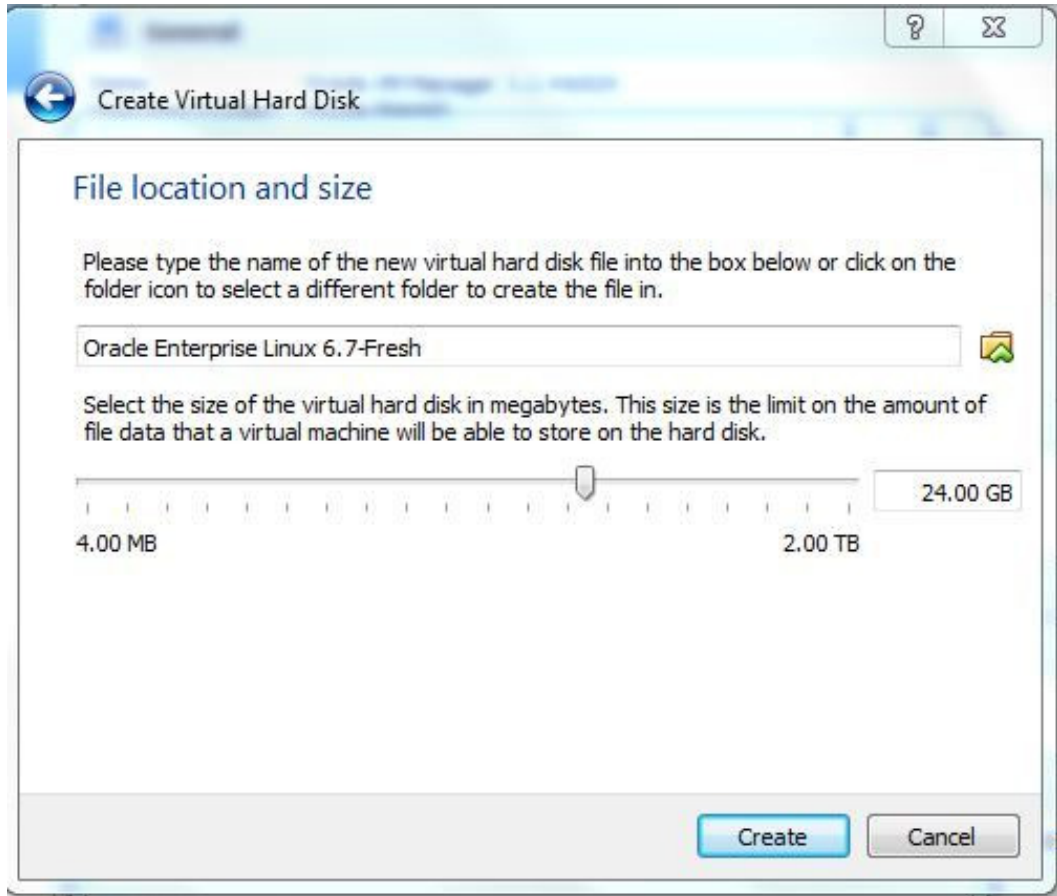 ?
Create Virtual Hard Disk
File location and size
Please type the name of the new virtual hard disk file into the box below or click on the
folder icon to select a different folder to create the file in.
Oracle Enterprise Linux 6.7-Fresh
Select the size of the virtual hard disk in megabytes. This size is the limit on the amount of
file data that a virtual machine will be able to store on the hard disk.
24.00 GB
4.00 MB 2.00 TB
Create Cancel